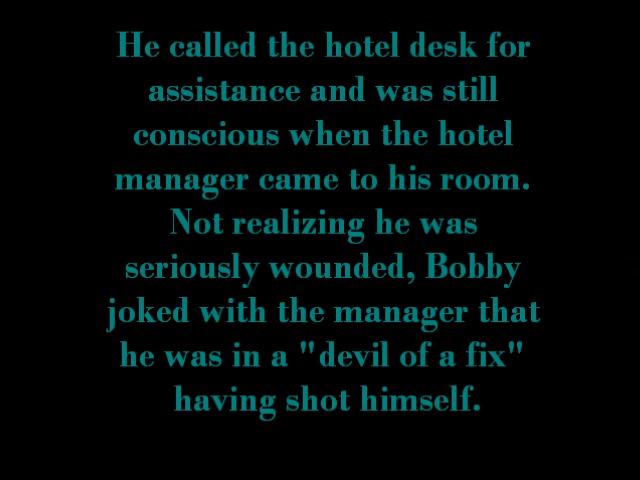 He called the hotel desk for
assistance and was still
conscious when the hotel
manager came to his room.
Not realizing he was
seriously wounded, Bobby
joked with the manager that
he was in a "devil of a fix"
having shot himself.